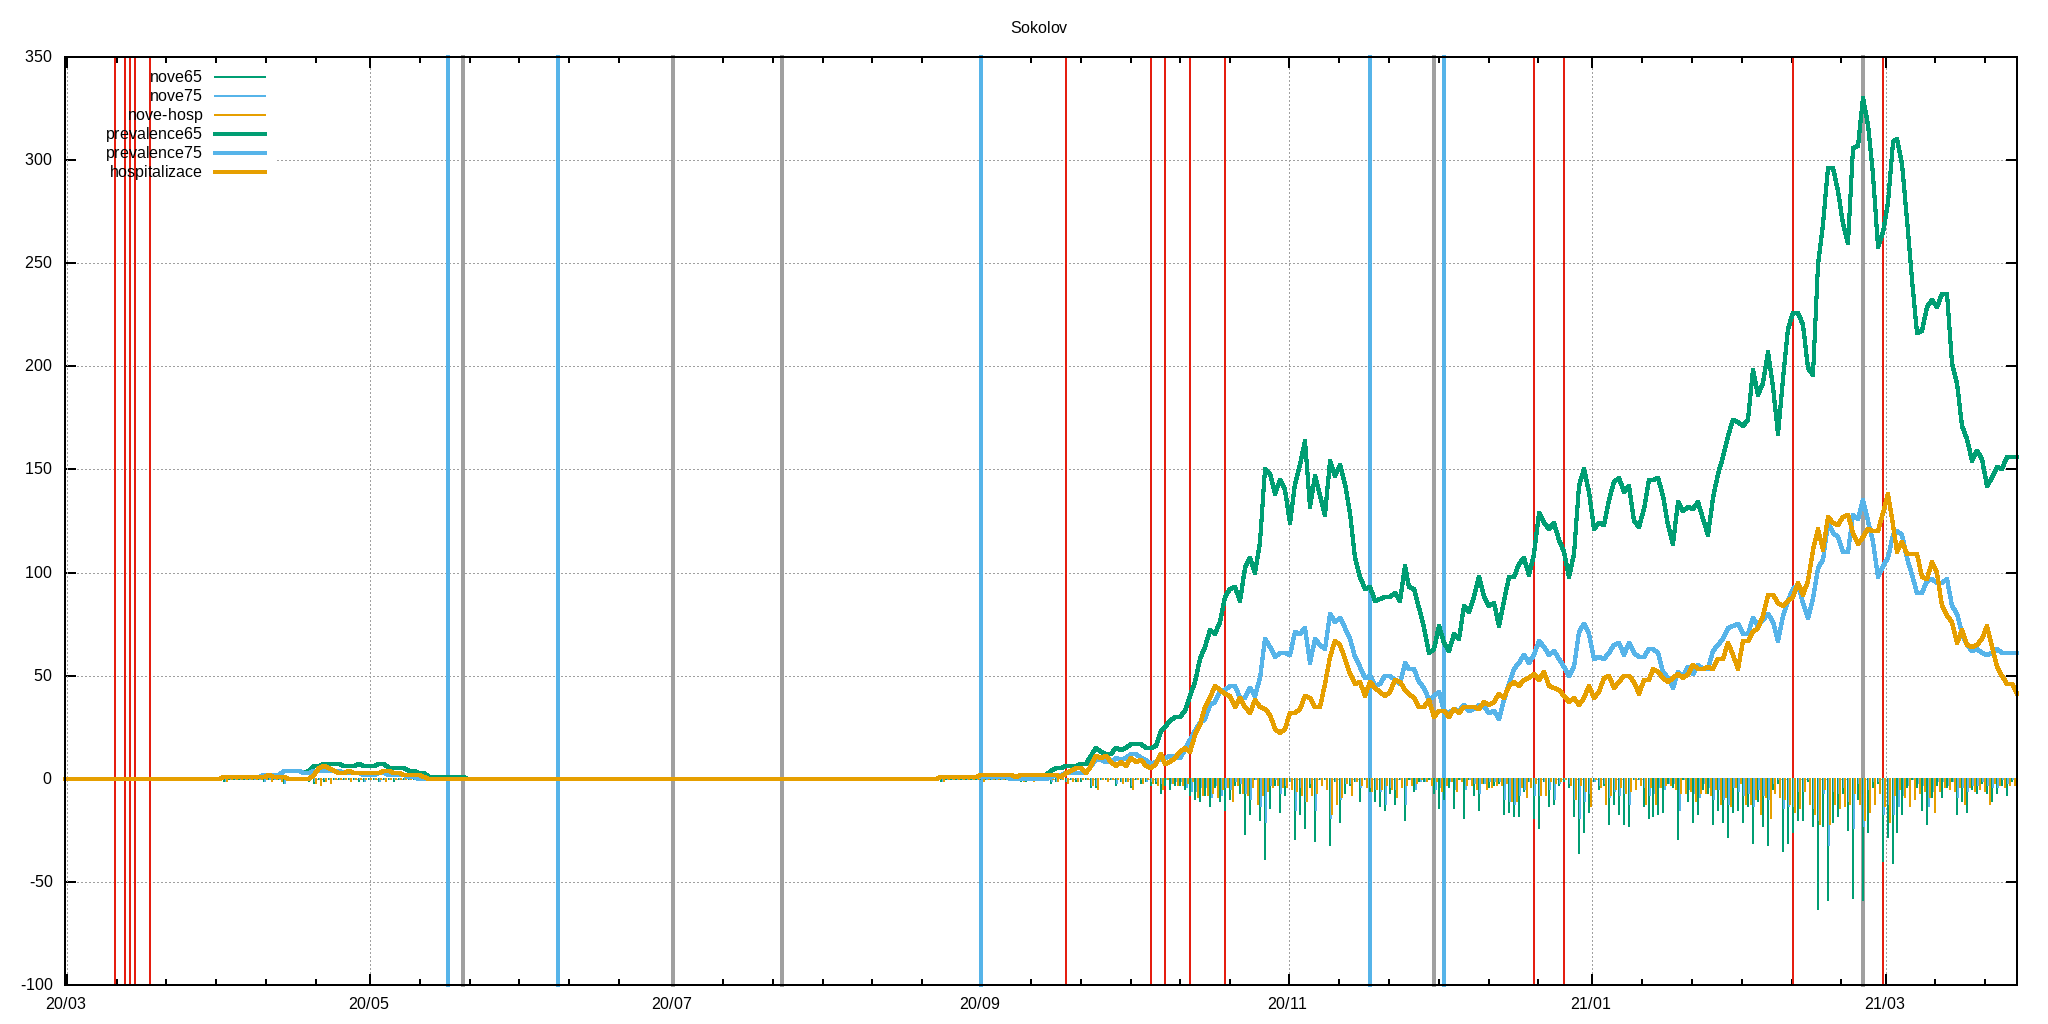 Sokolov
350
300
250
200
150
100
50
0
-50
-100
nove65
nove75
nove-hosp
prevalence65
prevalence75
hospitalizace
20/03 20/05 20/07 20/09 20/11 21/01 21/03